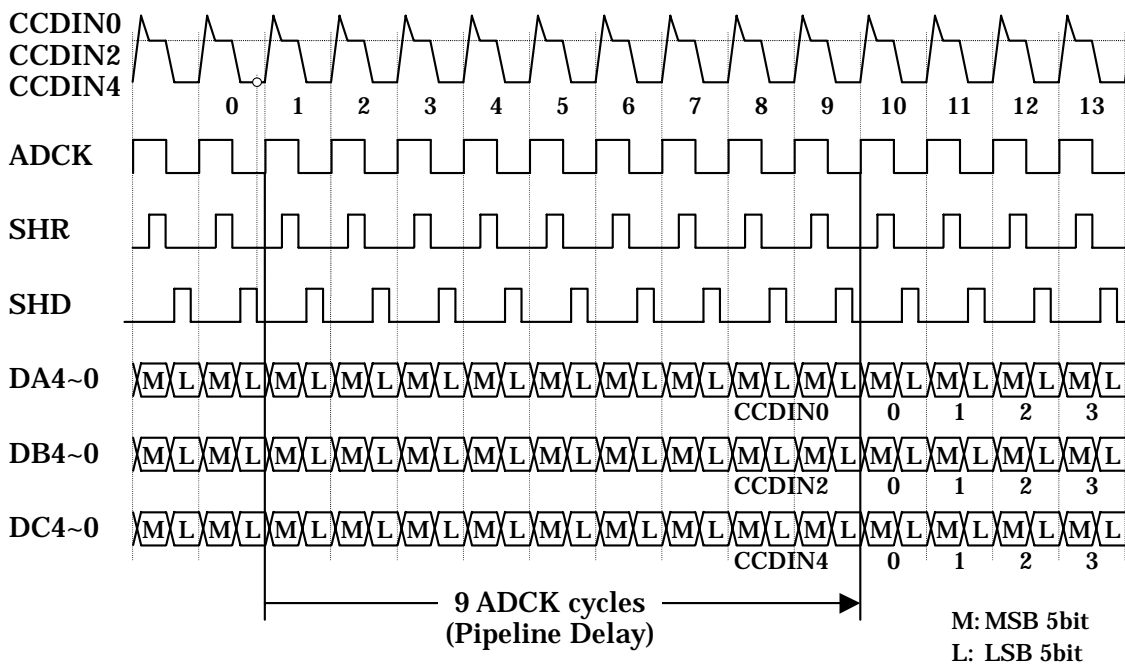 CCDIN0
CCDIN2
CCDIN4
0 1 2 3 4 5 6 7 8 9 10 11 12 13
ADCK
SHR
SHD
DA4~0
M L M L M L M L M L M L M L M L M L M L M L M L M L M L M L
CCDIN0 0 1 2 3
DB4~0
M L M L M L M L M L M L M L M L M L M L M L M L M L M L M L
CCDIN2 0 1 2 3
DC4~0
M L M L M L M L M L M L M L M L M L M L M L M L M L M L M L
CCDIN4 0 1 2 3
9 ADCK cycles
(Pipeline Delay)
M: MSB 5bit
L: LSB 5bit